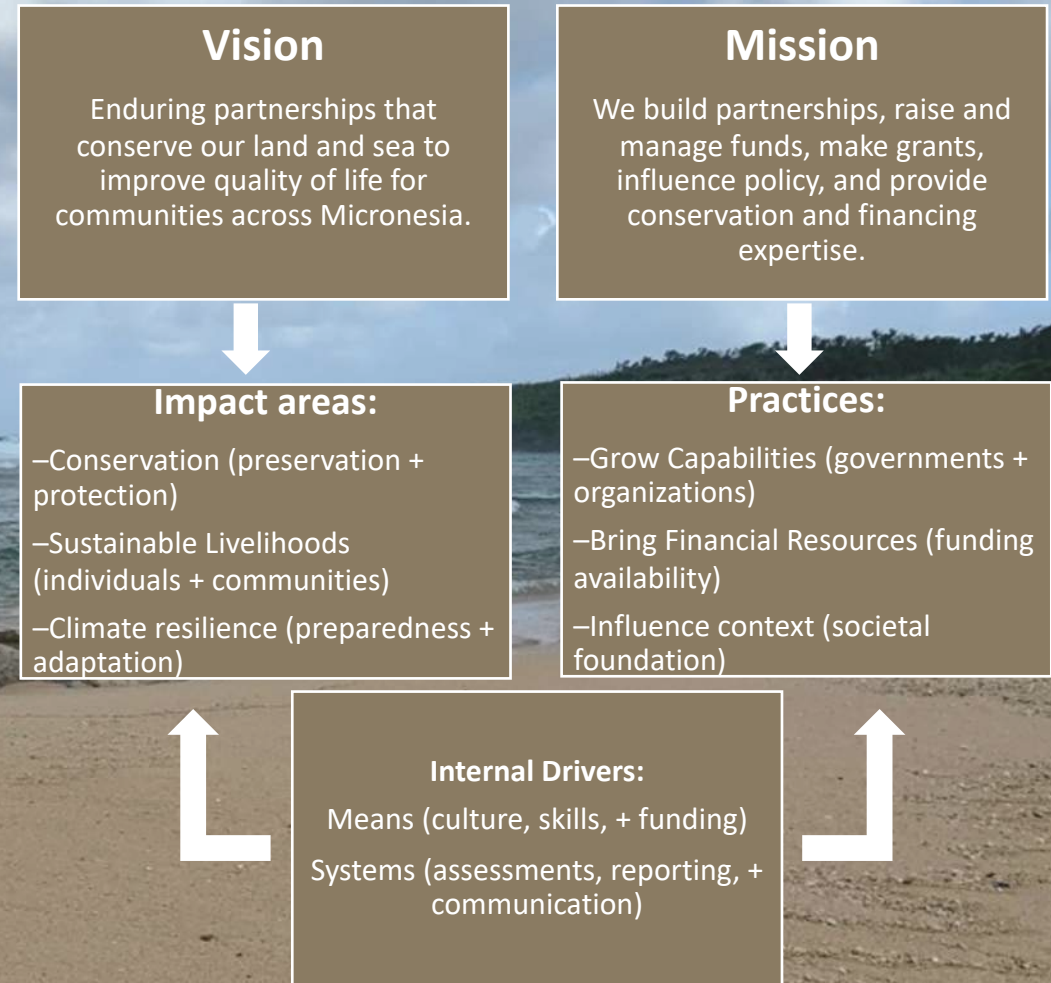 Vision
Enduring partnerships that
conserve our land and sea to
improve quality of life for
communities across Micronesia.
Mission
We build partnerships, raise and
manage funds, make grants,
influence policy, and provide
conservation and financing
expertise.
Impact areas:
–Conservation (preservation +
protection)
–Sustainable Livelihoods
(individuals + communities)
–Climate resilience (preparedness +
adaptation)
Practices:
–Grow Capabilities (governments +
organizations)
–Bring Financial Resources (funding
availability)
–Influence context (societal
foundation)
Internal Drivers:
Means (culture, skills, + funding)
Systems (assessments, reporting, +
communication)